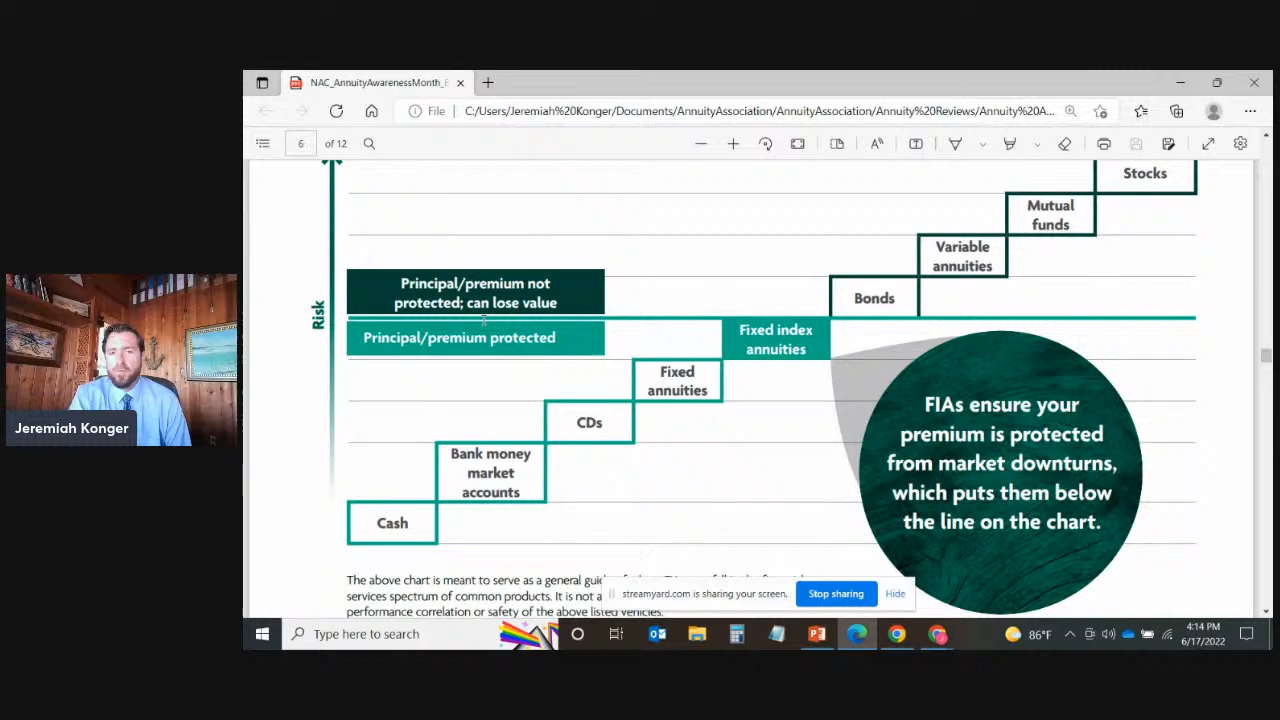 NAC_AnnuityAwarenessMonth_
File
C:/Users/Jeremiah%20Konger/Documents/AnnuityAssociation/AnnuityAssociation/Annuity%20Reviews/Annuity%20A...
6
of 12
Stocks
Mutual
funds
Variable
annuities
Bonds
Principal/premium not
protected; can lose value
Risk
Principal/premium protected
Fixed index
annuities
Fixed
annuities
CDs
Bank money
market
accounts
Cash
FIAs ensure your
premium is protected
from market downturns,
which puts them below
the line on the chart.
Jeremiah Konger
The above chart is meant to serve as a general
services spectrum of common products. It is not a
performance correlation or safety of the above listed vehicles.
streamyard.com is sharing your screen.
Stop sharing
Hide
Type here to search
86°F
4:14 PM
6/17/2022